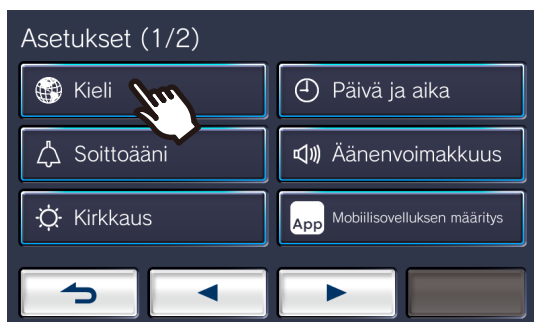 Asetukset (1/2)
Kieli
Päivä ja aika
Soittoääni
Äänenvoimakkuus
Kirkkaus
App Mobiilisovelluksen määritys